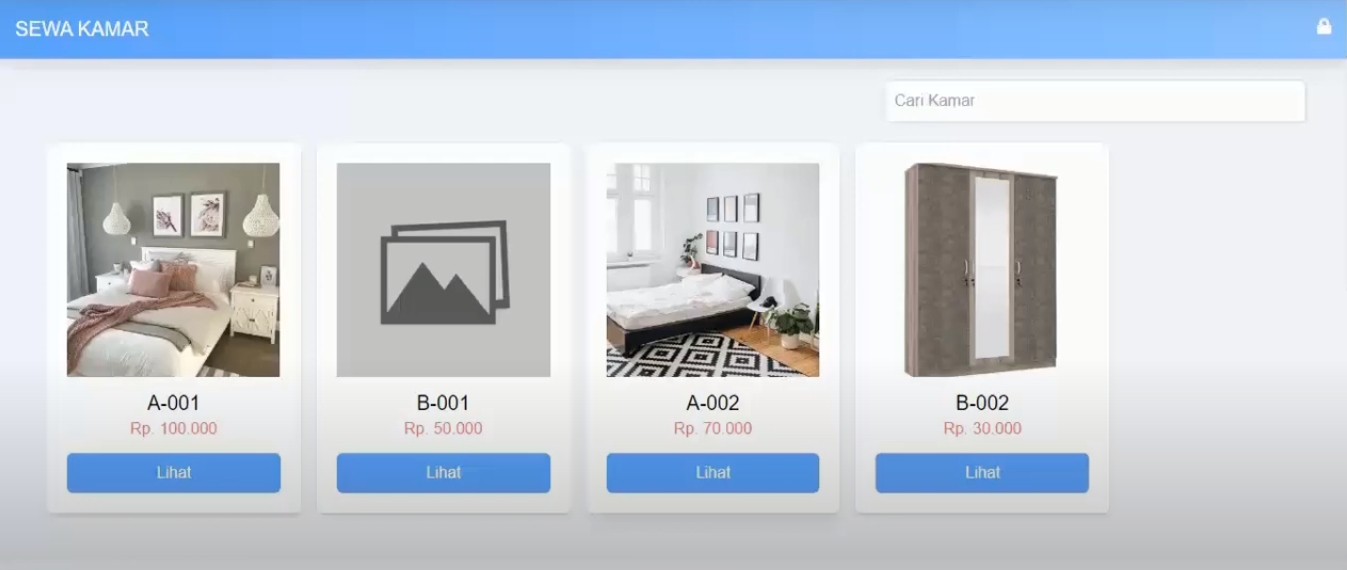 SEWA KAMAR
Cari Kamar
A-001
Rp. 100.000
Lihat
B-001
Rp. 50.000
Lihat
A-002
Rp. 70.000
Lihat
B-002
Rp. 30.000
Lihat